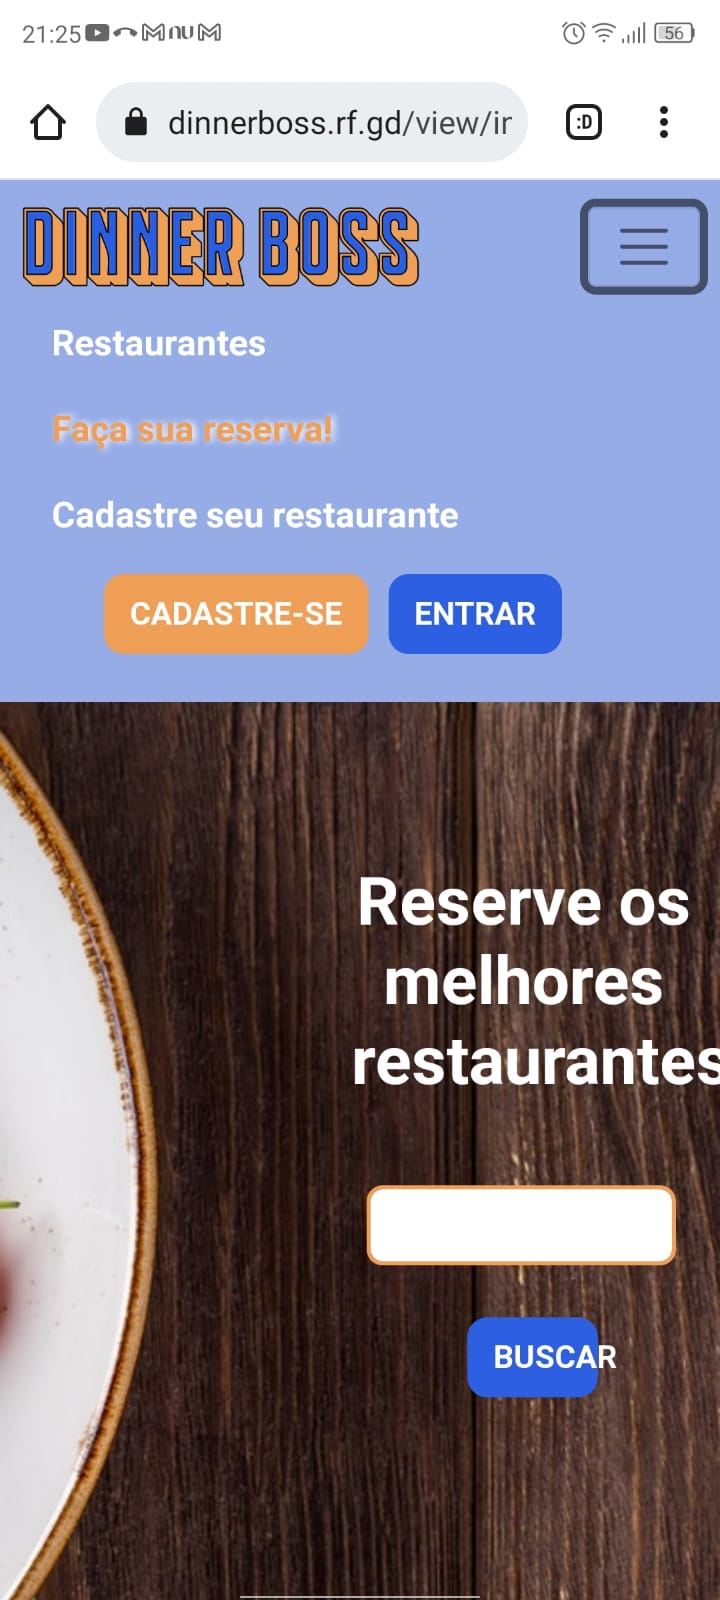 21:25
56
dinnerboss.rf.gd/view/ir
:D
DINNER BOSS
Restaurantes
Faça sua reserva!
Cadastre seu restaurante
CADASTRE-SE ENTRAR
Reserve os
melhores
restaurantes
BUSCAR